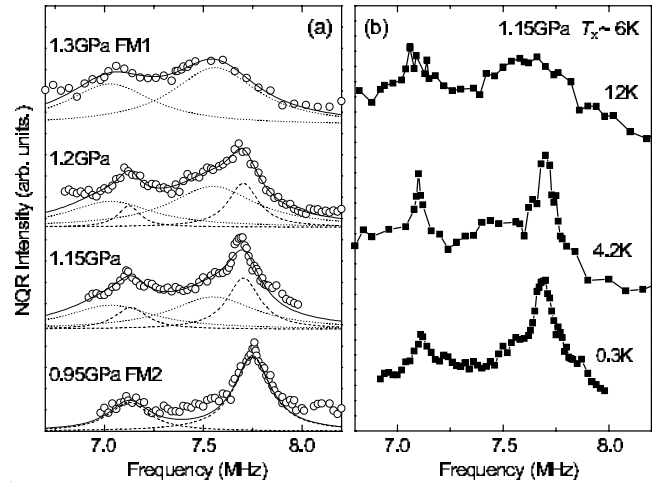 (a)
1.3GPa FM1
1.2GPa
1.15GPa
0.95GPa FM2
NQR Intensity (arb. units.)
7.0 7.5 8.0
Frequency (MHz)
(b)
1.15GPa Tx~ 6K
12K
4.2K
0.3K
7.0 7.5 8.0
Frequency (MHz)